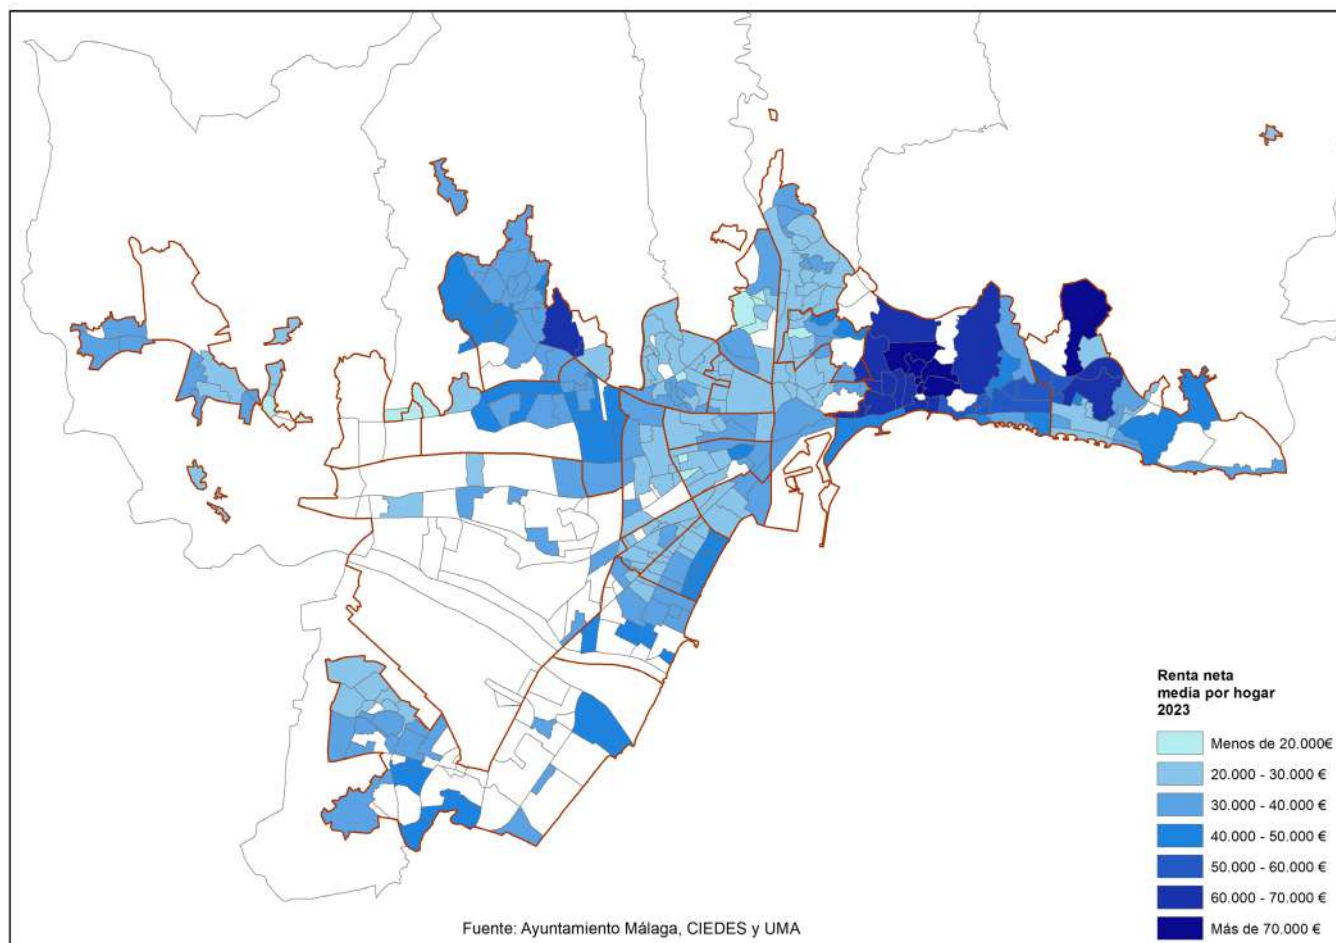 Renta neta
media por hogar
2023
Menos de 20.000€
20.000 - 30.000 €
30.000 - 40.000 €
40.000 - 50.000 €
50.000 - 60.000 €
60.000 - 70.000 €
Más de 70.000 €
Fuente: Ayuntamiento Málaga, CIEDES y UMA